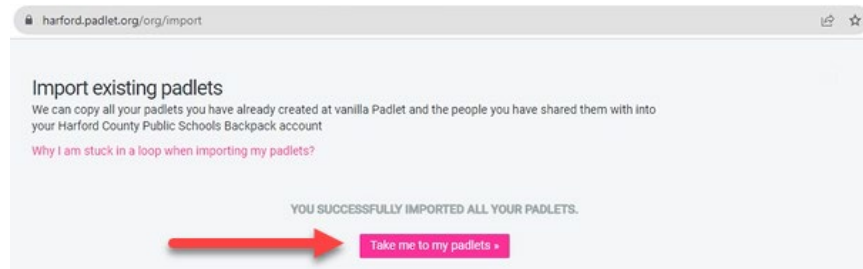 harford.padlet.org/org/import
Import existing padlets
We can copy all your padlets you have already created at vanilla Padlet and the people you have shared them with into
your Harford County Public Schools Backpack account
Why I am stuck in a loop when importing my padlets?
YOU SUCCESSFULLY IMPORTED ALL YOUR PADLETS.
Take me to my padlets »